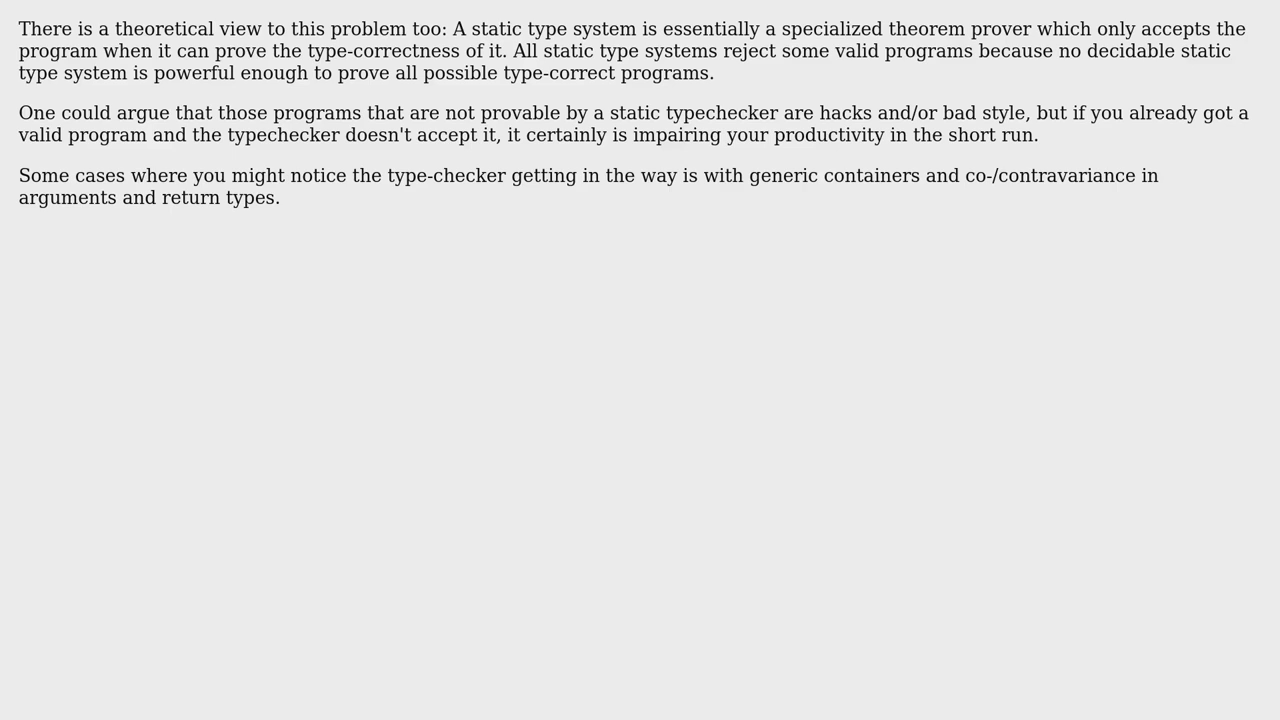 There is a theoretical view to this problem too: A static type system is essentially a specialized theorem prover which only accepts the
program when it can prove the type-correctness of it. All static type systems reject some valid programs because no decidable static
type system is powerful enough to prove all possible type-correct programs.
One could argue that those programs that are not provable by a static typechecker are hacks and/or bad style, but if you already got a
valid program and the typechecker doesn't accept it, it certainly is impairing your productivity in the short run.
Some cases where you might notice the type-checker getting in the way is with generic containers and co-/contravariance in
arguments and return types.